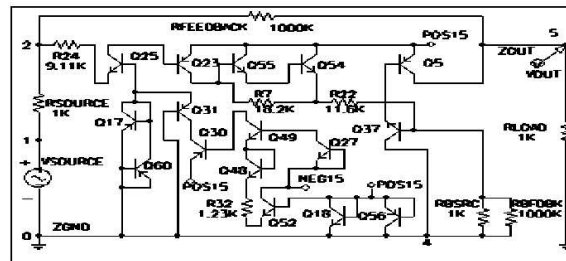 RFEEDBACK
1000K
2
R24
9.11K
Q25
Q23
Q55
Q54
POS15
Q5
ZOUT
5
VOUT
RSOURCE
1K
Q17
Q31
Q30
R7
18.2K
R22
11.6K
Q49
Q27
Q37
RLOAD
1K
1
+
VSOURCE
-
Q60
POS15
Q48
NEG15
POS15
R32
1.23K
Q52
Q18
Q56
RBSRC
1K
RBFDBK
1000K
0
ZGND
4